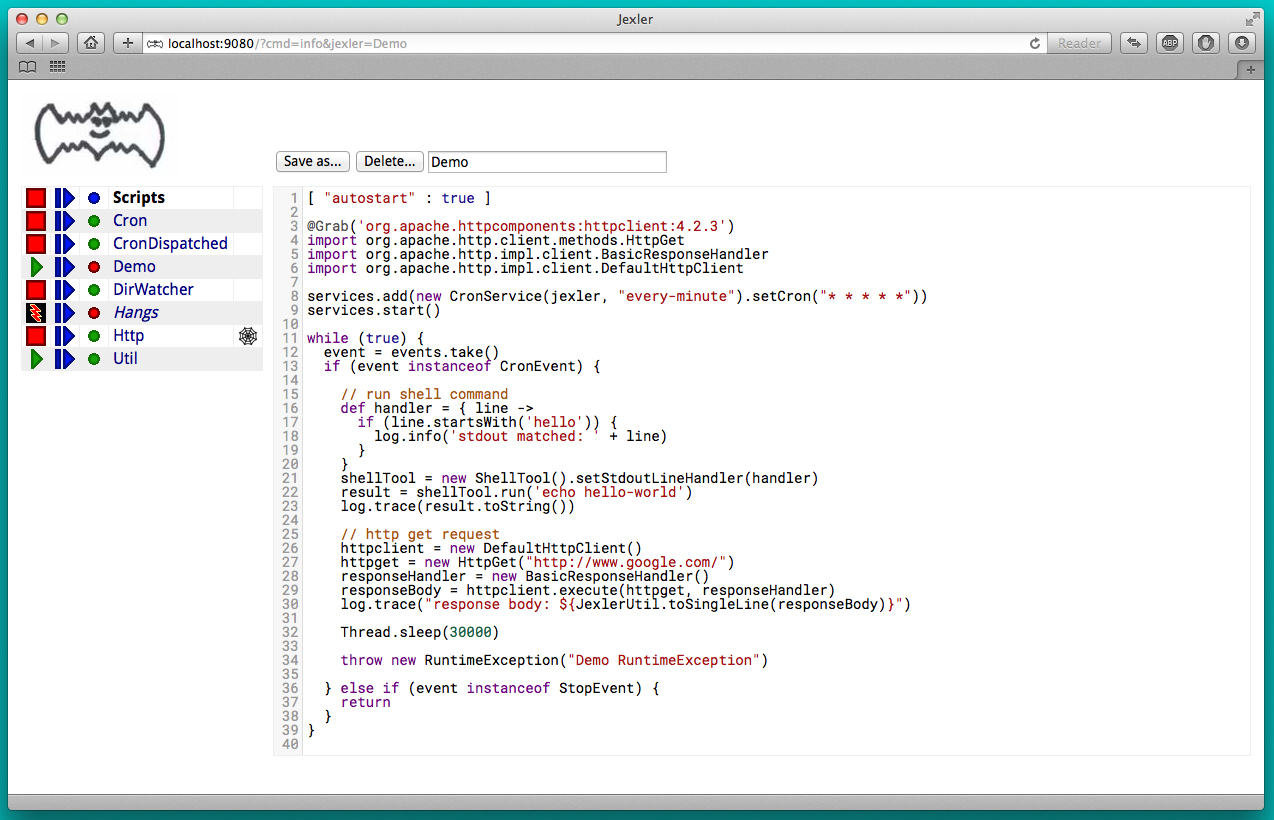 Jexler
localhost:9080/?cmd=info&jexler=Demo
Reader
ABP
Save as...
Delete...
Demo
Scripts
Cron
CronDispatched
Demo
DirWatcher
Hangs
Http
Util
1 [ "autostart" : true ]
2
3 @Grab('org.apache.httpcomponents:httpclient:4.2.3')
4 import org.apache.http.client.methods.HttpGet
5 import org.apache.http.impl.client.BasicResponseHandler
6 import org.apache.http.impl.client.DefaultHttpClient
7
8 services.add(new CronService(jexler, "every-minute").setCron("* * * * *"))
9 services.start()
10
11 while (true) {
12   event = events.take()
13   if (event instanceof CronEvent) {
14
15     // run shell command
16     def handler = { line ->
17       if (line.startsWith('hello')) {
18         log.info('stdout matched: ' + line)
19       }
20     }
21     shellTool = new ShellTool().setStdoutLineHandler(handler)
22     result = shellTool.run('echo hello-world')
23     log.trace(result.toString())
24
25     // http get request
26     httpclient = new DefaultHttpClient()
27     httpget = new HttpGet("http://www.google.com/")
28     responseHandler = new BasicResponseHandler()
29     responseBody = httpclient.execute(httpget, responseHandler)
30     log.trace("response body: ${JexlerUtil.toSingleLine(responseBody)}")
31
32     Thread.sleep(30000)
33
34     throw new RuntimeException("Demo RuntimeException")
35
36   } else if (event instanceof StopEvent) {
37     return
38   }
39 }
40